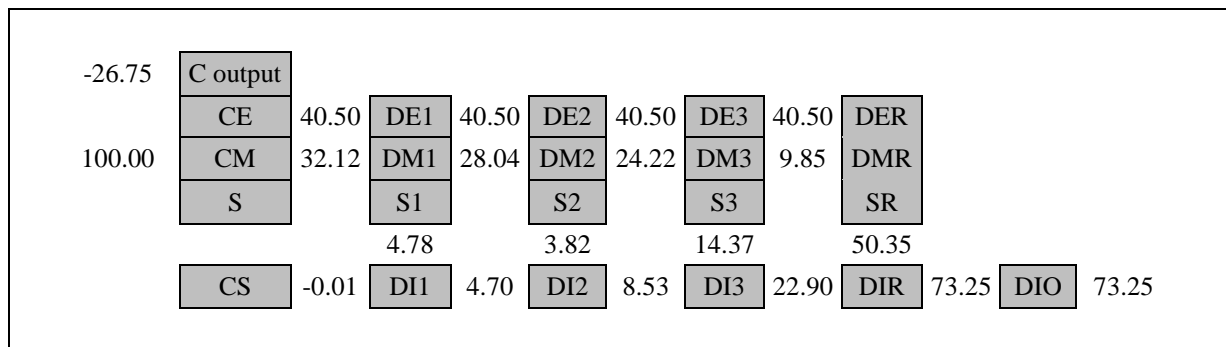 -26.75 C output
CE 40.50 DE1 40.50 DE2 40.50 DE3 40.50 DER
100.00 CM 32.12 DM1 28.04 DM2 24.22 DM3 9.85 DMR
S S1 S2 S3 SR
4.78 3.82 14.37 50.35
CS -0.01 DI1 4.70 DI2 8.53 DI3 22.90 DIR 73.25 DIO 73.25